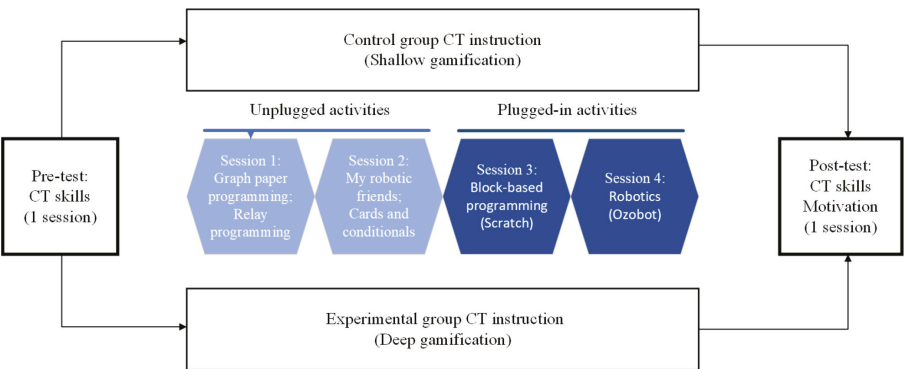 Control group CT instruction
(Shallow gamification)
Unplugged activities
Plugged-in activities
Pre-test:
CT skills
(1 session)
Session 1:
Graph paper
programming;
Relay
programming
Session 2:
My robotic
friends;
Cards and
conditionals
Session 3:
Block-based
programming
(Scratch)
Session 4:
Robotics
(Ozobot)
Post-test:
CT skills
Motivation
(1 session)
Experimental group CT instruction
(Deep gamification)